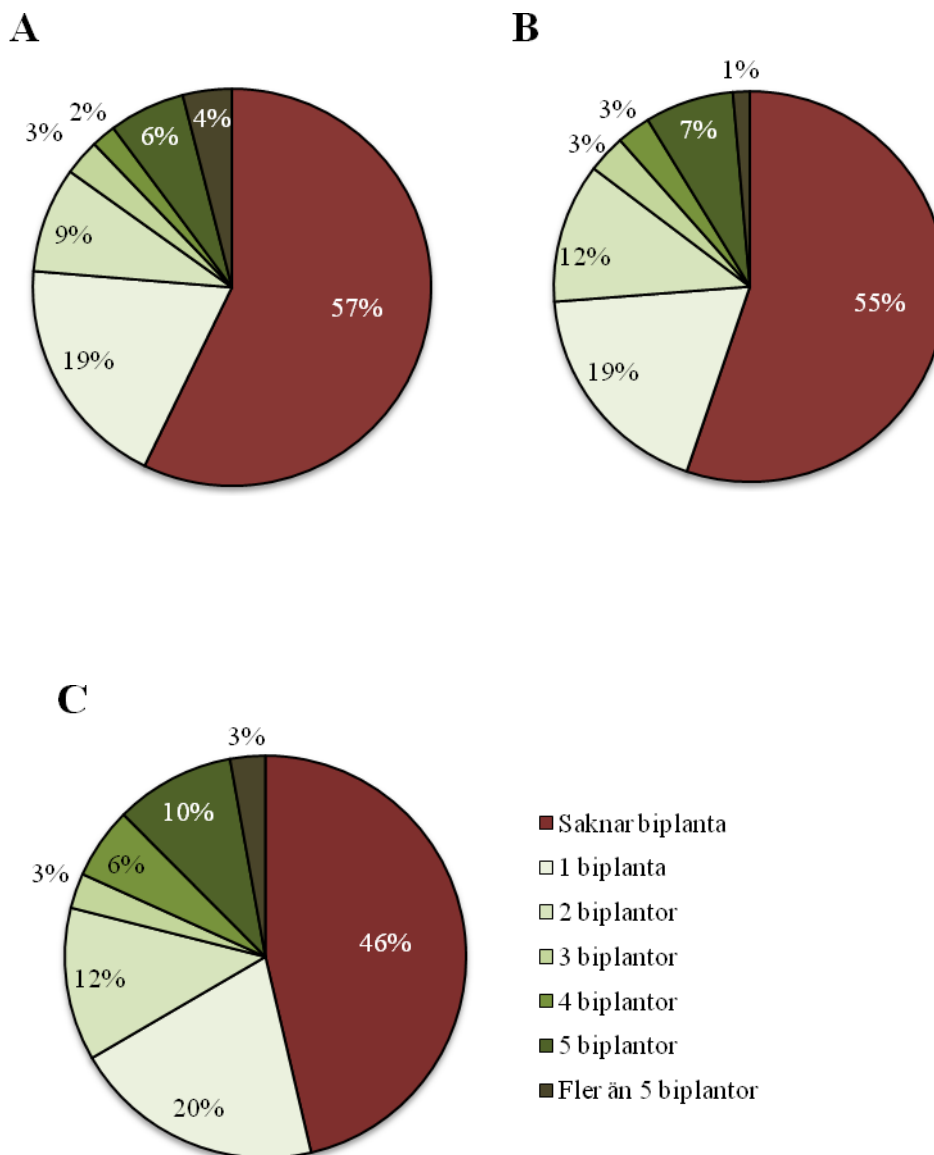 A
B
2%
3%
6%
4%
9%
57%
19%
1%
3%
3%
7%
12%
55%
19%
C
3%
10%
6%
3%
46%
12%
20%
Saknar biplanta
1 biplanta
2 biplantor
3 biplantor
4 biplantor
5 biplantor
Fler än 5 biplantor